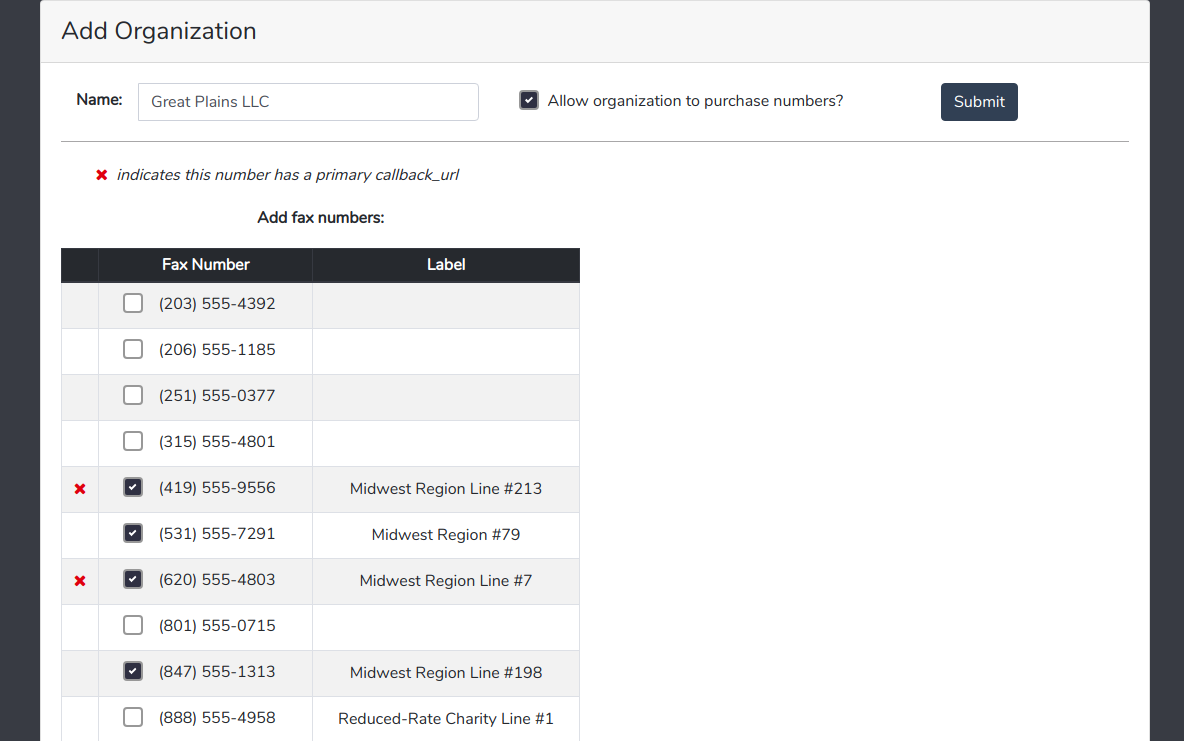 Add Organization
Name: Great Plains LLC Allow organization to purchase numbers? Submit
indicates this number has a primary callback_url
Add fax numbers:
Fax Number Label
(203) 555-4392
(206) 555-1185
(251) 555-0377
(315) 555-4801
(419) 555-9556 Midwest Region Line #213
(531) 555-7291 Midwest Region #79
(620) 555-4803 Midwest Region Line #7
(801) 555-0715
(847) 555-1313 Midwest Region Line #198
(888) 555-4958 Reduced-Rate Charity Line #1